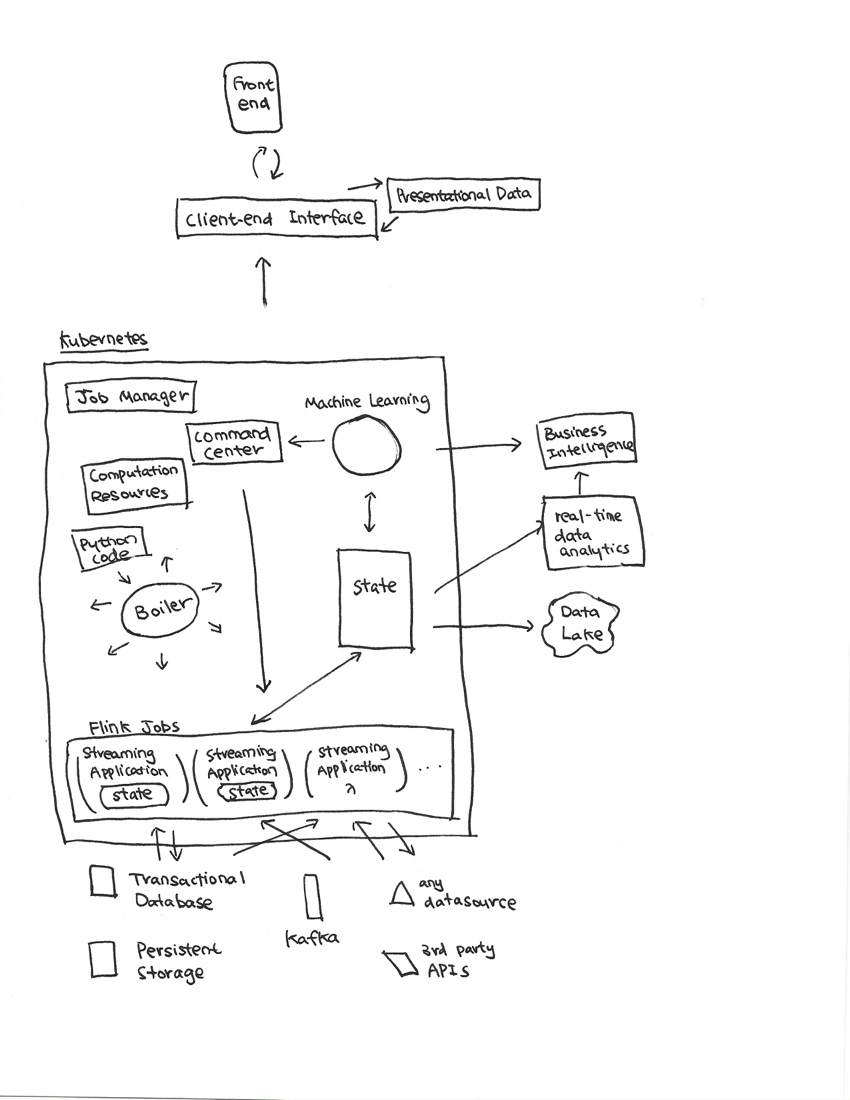 Front
end
Presentational Data
Client-end Interface
Kubernetes
Job Manager
Machine Learning
Command
center
Business
Intelligence
Computation
Resources
real-time
data
analytics
Python
code
State
Boiler
Data
Lake
Flink Jobs
Streaming
Application
state
Streaming
Application
state
Streaming
Application
λ
...
Transactional
Database
any
datasource
Kafka
Persistent
Storage
3rd party
APIs